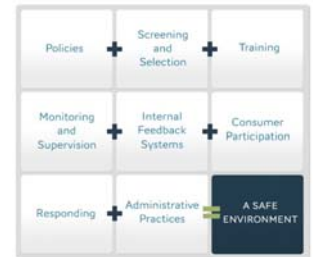 Policies
Screening
and
Selection
Training
Monitoring
and
Supervision
Internal
Feedback
Systems
Consumer
Participation
Responding
Administrative
Practices
A SAFE
ENVIRONMENT